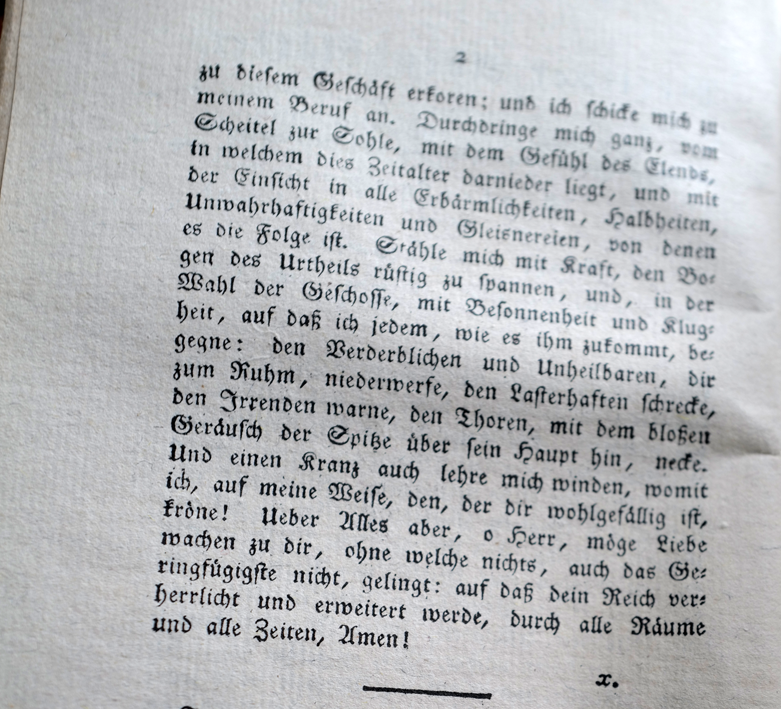 2
zu dieſem Geſchäft erkoren; und ich ſchicke mich zu
meinem Beruf an. Durchdringe mich ganz, vom
Scheitel zur Sohle, mit dem Gefühl des Elends,
in welchem dies Zeitalter darnieder liegt, und mit
der Einſicht in alle Erbärmlichkeiten, Halbheiten,
Unwahrhaftigkeiten und Gleisnereien, von denen
es die Folge iſt. Stähle mich mit Kraft, den Bo⸗
gen des Urtheils rüſtig zu ſpannen, und, in der
Wahl der Geſchoſſe, mit Beſonnenheit und Klug⸗
heit, auf daß ich jedem, wie es ihm zukommt, be⸗
gegne: den Verderblichen und Unheilbaren, dir
zum Ruhm, niederwerfe, den Laſterhaften ſchrecke,
den Irrenden warne, den Thoren, mit dem bloßen
Geräuſch der Spitze über ſein Haupt hin, necke.
Und einen Kranz auch lehre mich winden, womit
ich, auf meine Weiſe, den, der dir wohlgefällig iſt,
kröne! Ueber Alles aber, o Herr, möge Liebe
wachen zu dir, ohne welche nichts, auch das Ge⸗
ringfügigſte nicht, gelingt: auf daß dein Reich ver⸗
herrlicht und erweitert werde, durch alle Räume
und alle Zeiten, Amen!
x.